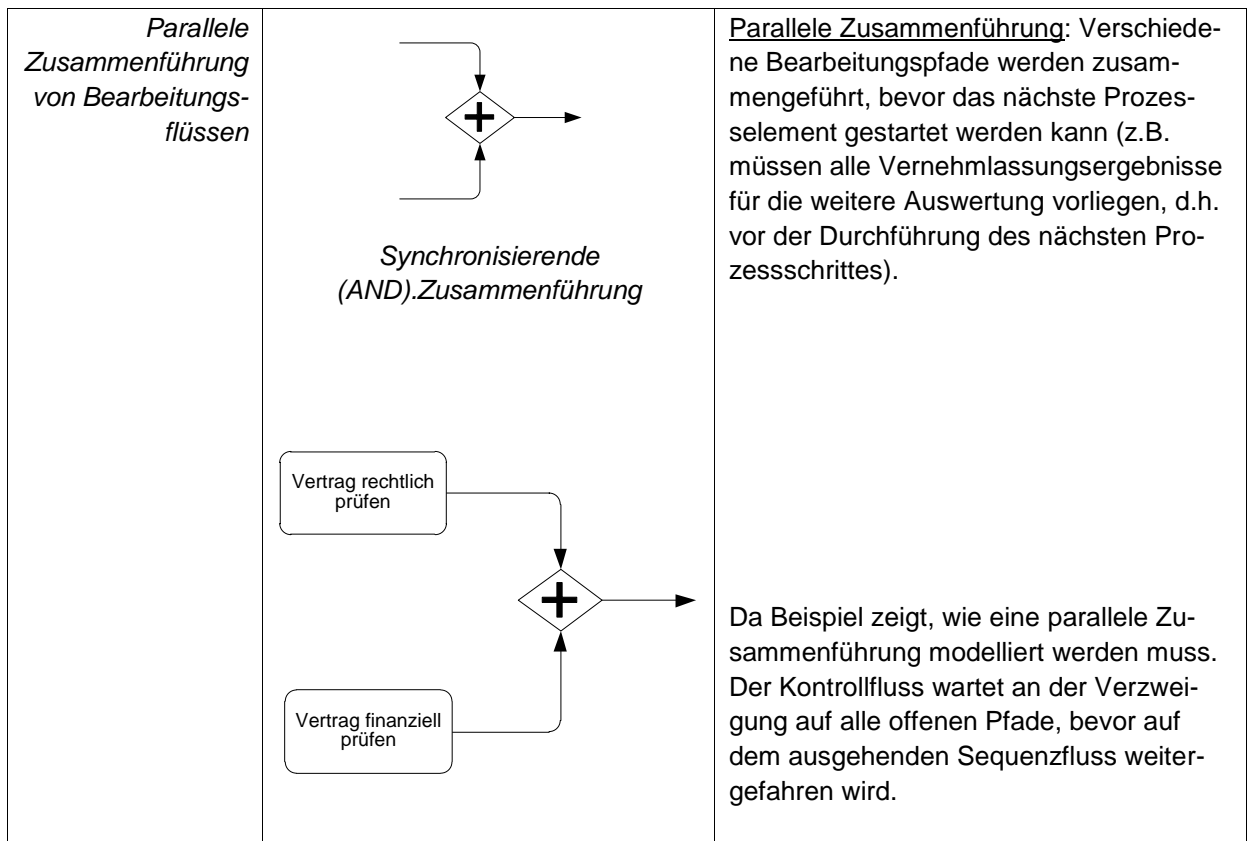 Parallele
Zusammenführung
von Bearbeitungs-
flüssen
Synchronisierende
(AND).Zusammenführung
Vertrag rechtlich
prüfen
Vertrag finanziell
prüfen
Parallele Zusammenführung: Verschiede-
ne Bearbeitungspfade werden zusam-
mengeführt, bevor das nächste Prozes-
selement gestartet werden kann (z.B.
müssen alle Vernehmlassungsergebnisse
für die weitere Auswertung vorliegen, d.h.
vor der Durchführung des nächsten Pro-
zessschrittes).
Da Beispiel zeigt, wie eine parallele Zu-
sammenführung modelliert werden muss.
Der Kontrollfluss wartet an der Verzwei-
gung auf alle offenen Pfade, bevor auf
dem ausgehenden Sequenzfluss weiter-
gefahren wird.